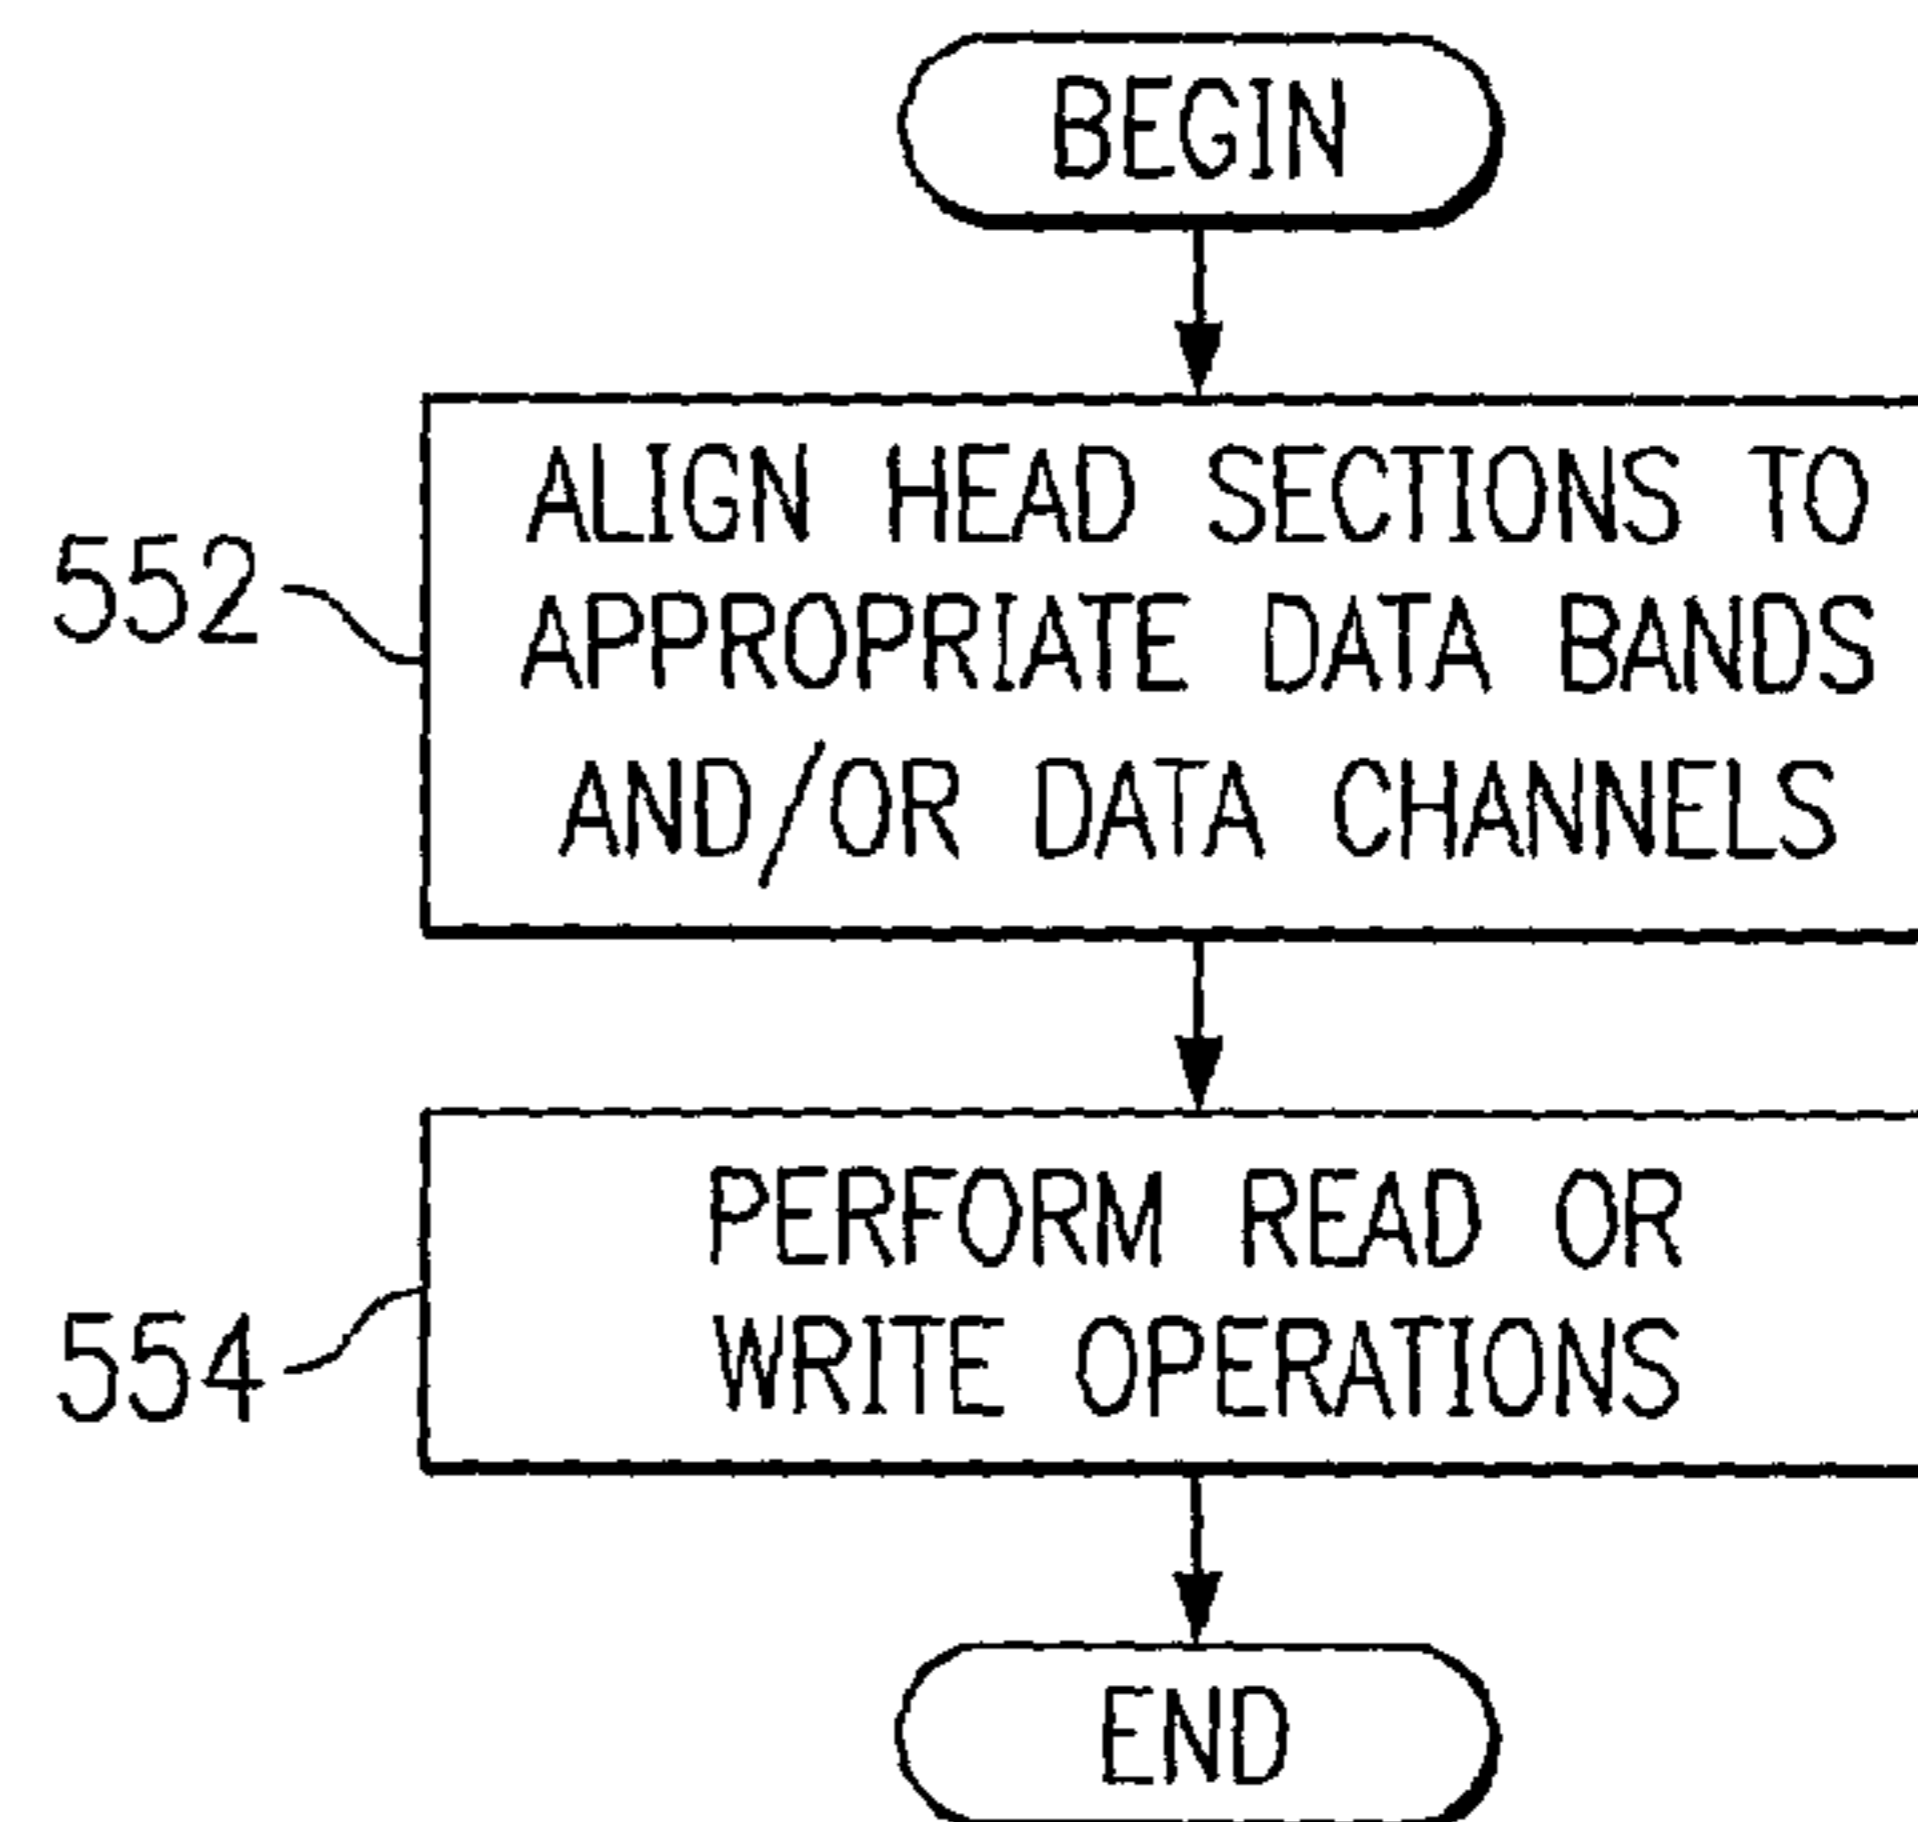 BEGIN
ALIGN HEAD SECTIONS TO
APPROPRIATE DATA BANDS
AND/OR DATA CHANNELS
552
PERFORM READ OR
WRITE OPERATIONS
554
END